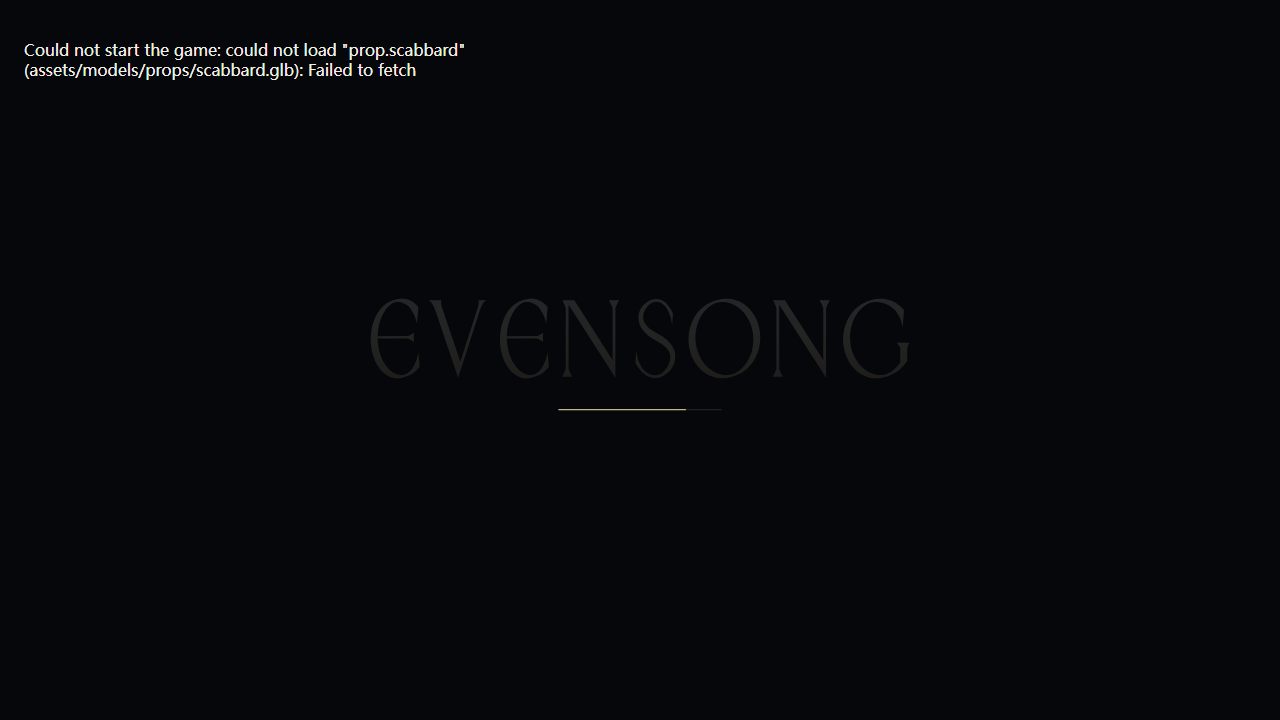 Could not start the game: could not load "prop.scabbard"
(assets/models/props/scabbard.glb): Failed to fetch
EVENSONG